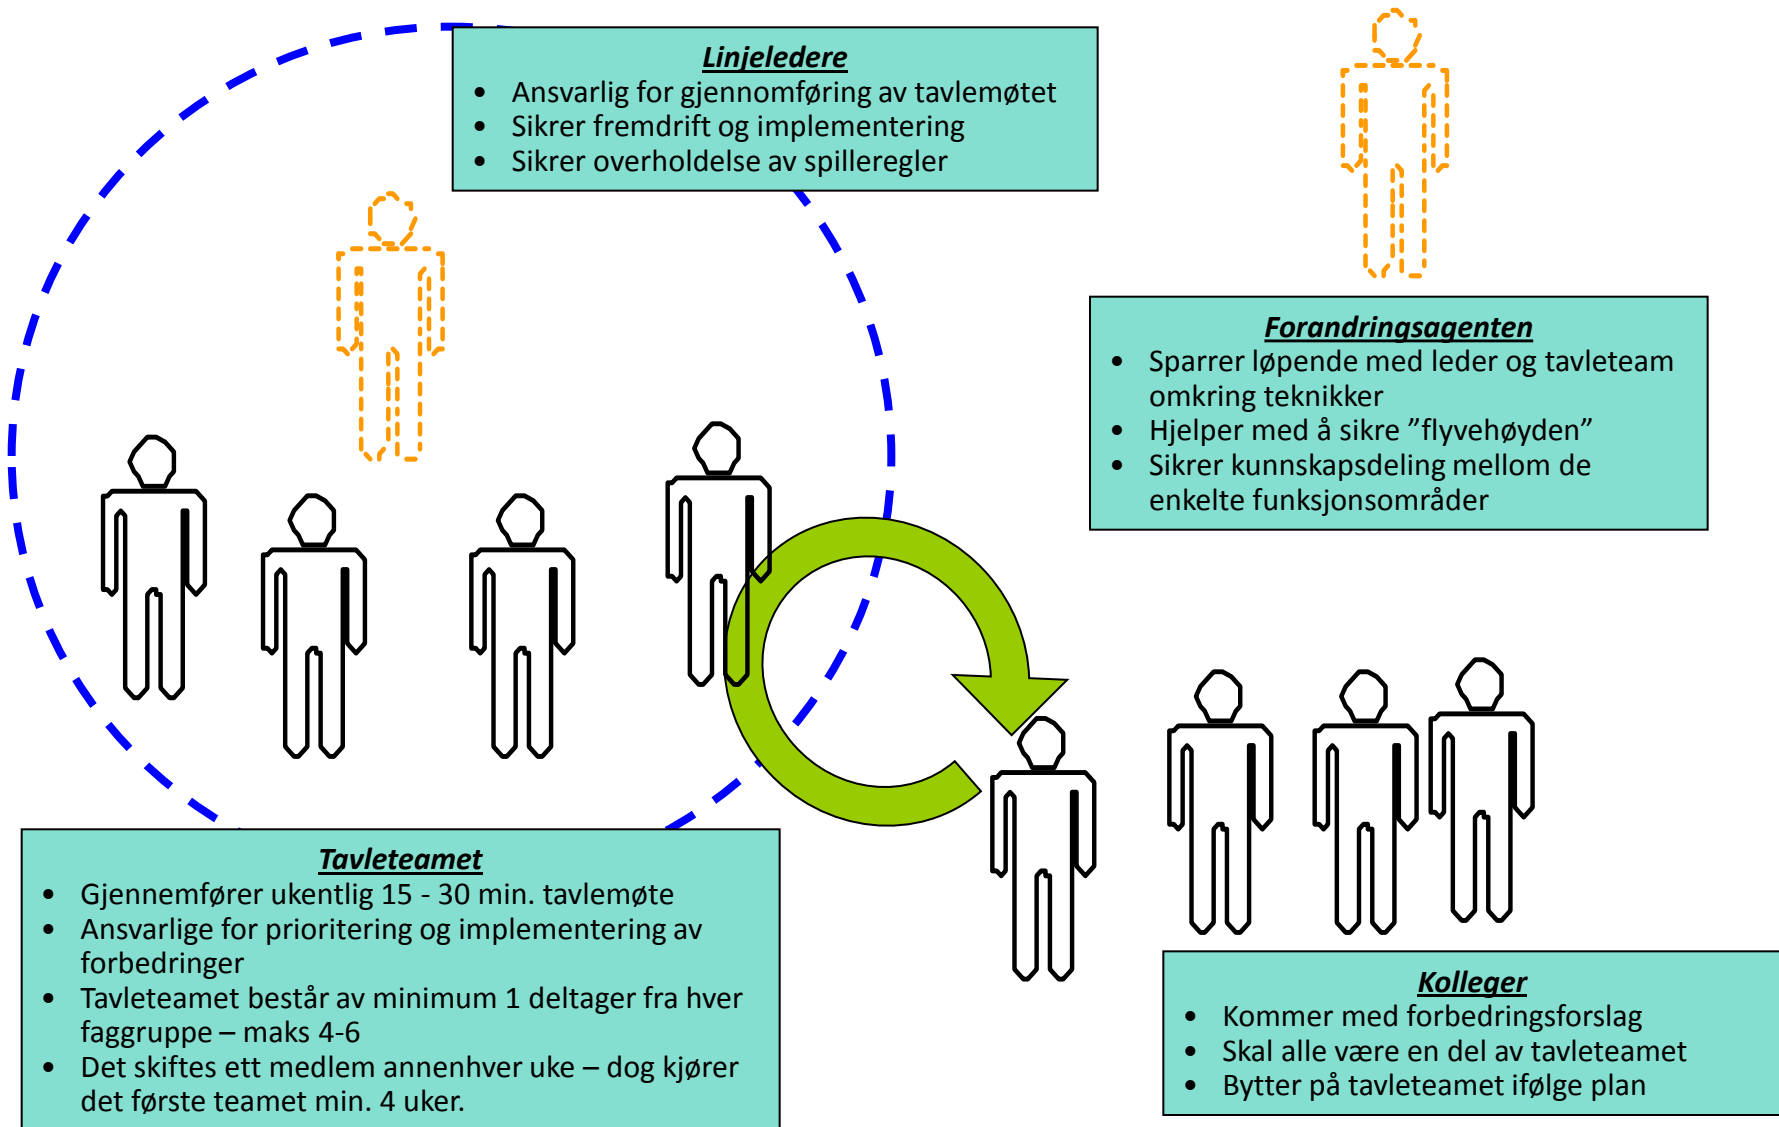 Linjeledere
• Ansvarlig for gjennomføring av tavlemøtet
• Sikrer fremdrift og implementering
• Sikrer overholdelse av spilleregler
Forandringsagenten
• Sparrer løpende med leder og tavleteam
omkring teknikker
• Hjelper med å sikre ”flyvehøyden”
• Sikrer kunnskapsdeling mellom de
enkelte funksjonsområder
Tavleteamet
• Gjennemfører ukentlig 15 - 30 min. tavlemøte
• Ansvarlige for prioritering og implementering av
forbedringer
• Tavleteamet består av minimum 1 deltager fra hver
faggruppe – maks 4-6
• Det skiftes ett medlem annenhver uke – dog kjører
det første teamet min. 4 uker.
Kolleger
• Kommer med forbedringsforslag
• Skal alle være en del av tavleteamet
• Bytter på tavleteamet ifølge plan